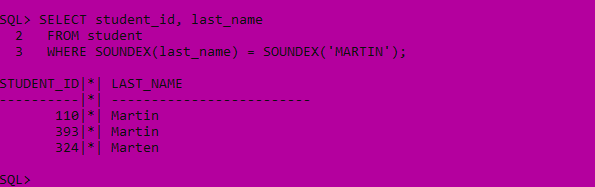 SQL> SELECT student_id, last_name
  2   FROM student
  3   WHERE SOUNDEX(last_name) = SOUNDEX('MARTIN');
STUDENT_ID|*| LAST_NAME
----------|*| -------------------------
       110|*| Martin
       393|*| Martin
       324|*| Marten
SQL>